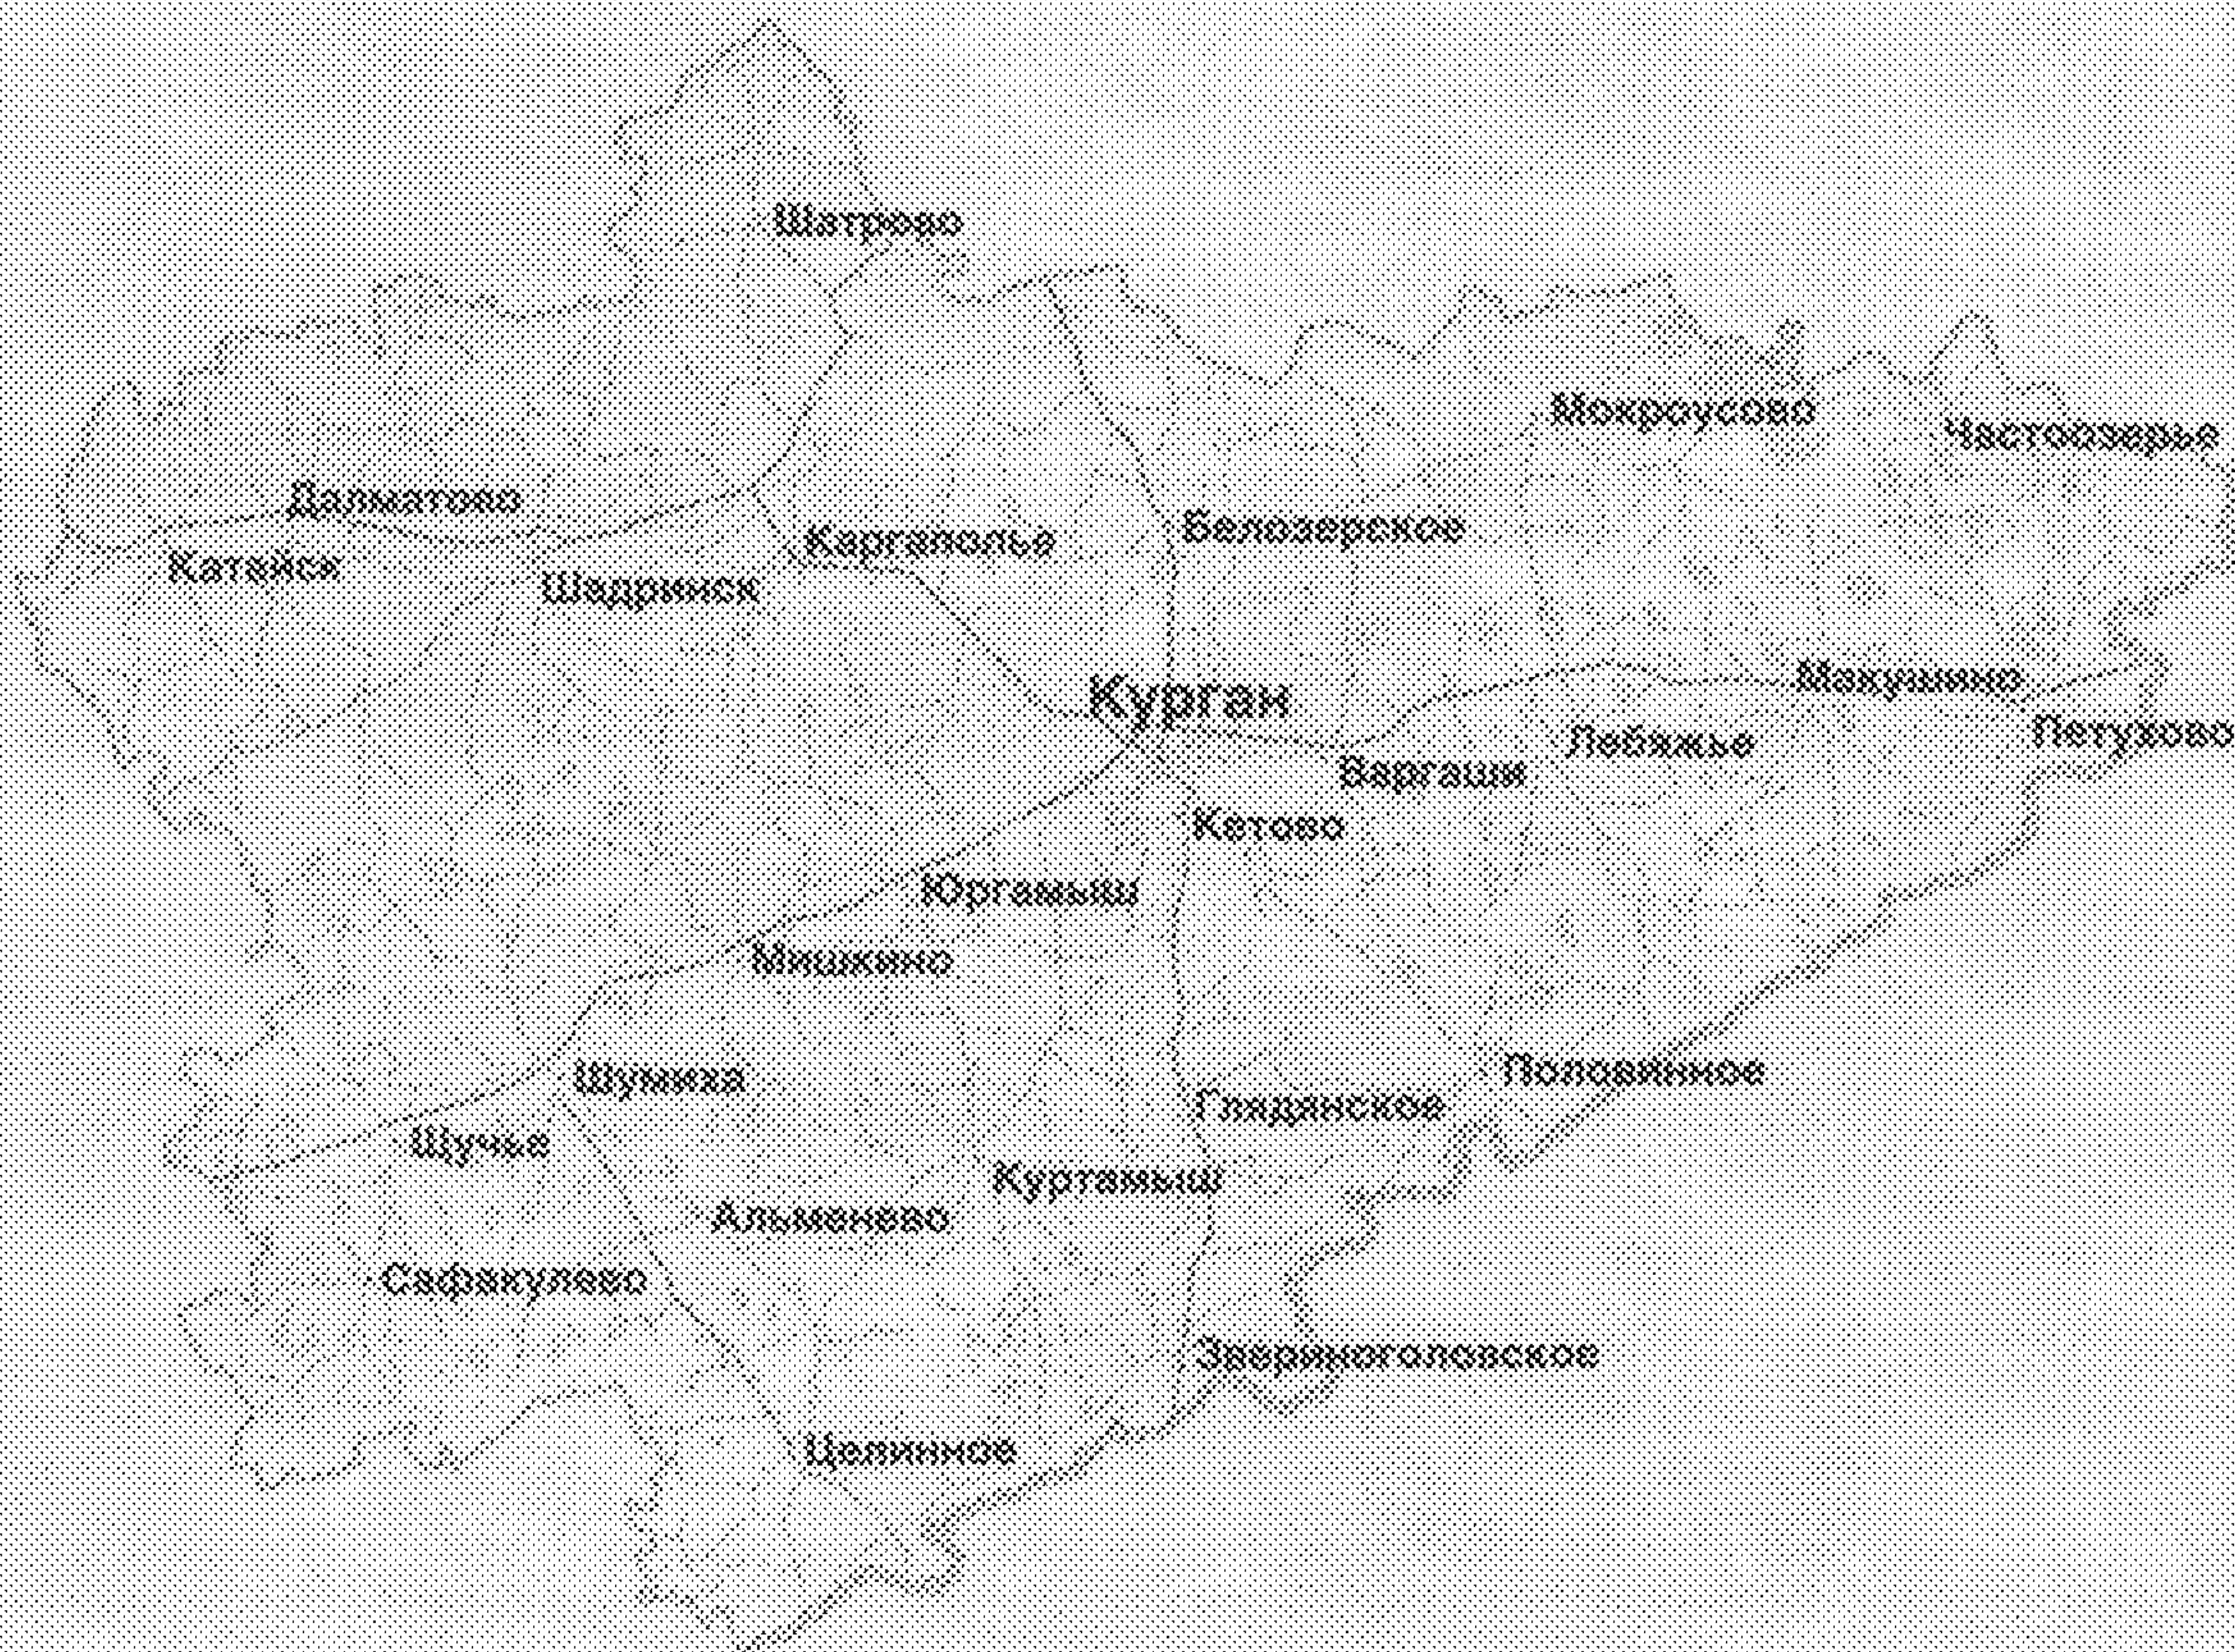 Шатрово
Мокроусово
Частоозерье
Далматово
Белозерское
Каргаполье
Катайск
Шадринск
Макушино
Курган
Петухово
Лебяжье
Варгаши
Кетово
Юргамыш
Мишкино
Половинное
Шумиха
Глядянское
Щучье
Куртамыш
Альменево
Сафакулево
Звериноголовское
Целинное